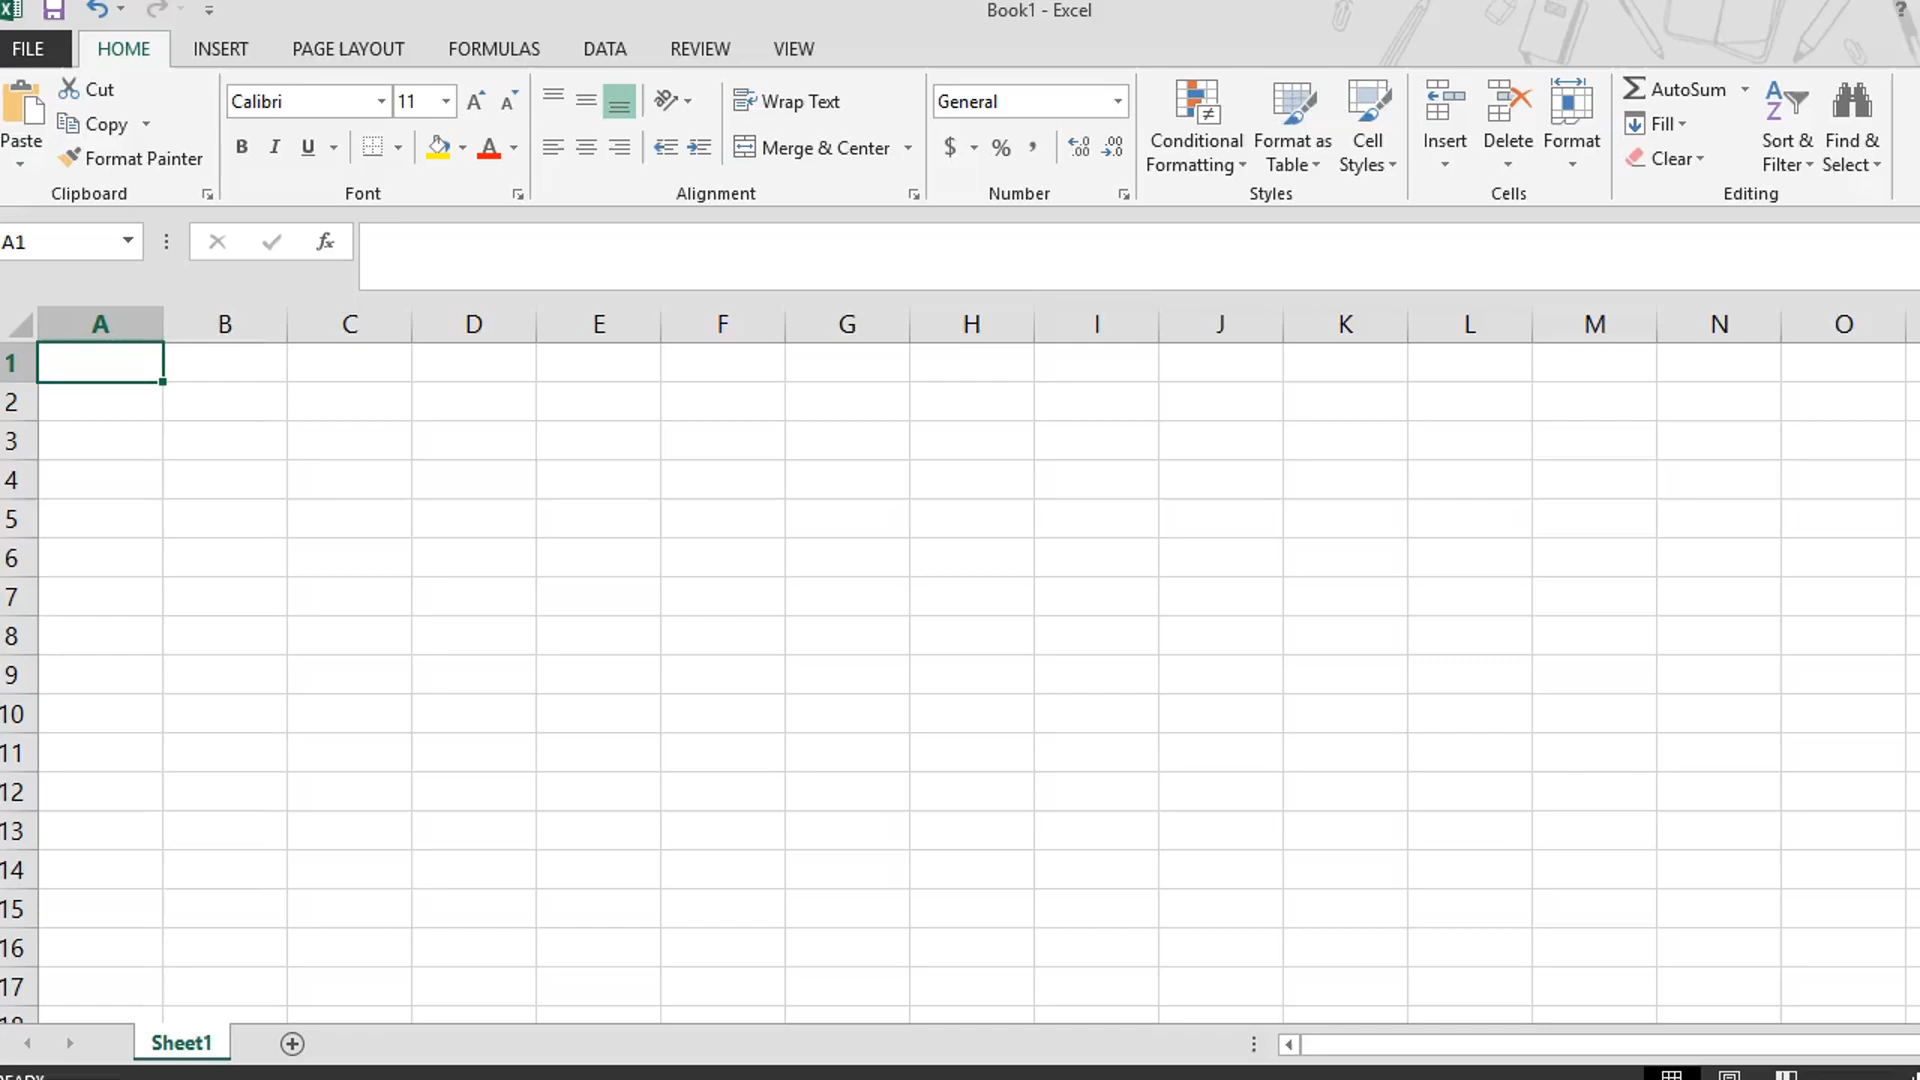 Book1 - Excel
?
FILE HOME INSERT PAGE LAYOUT FORMULAS DATA REVIEW VIEW
Paste
Cut
Copy
Format Painter
Clipboard
Calibri 11
B I U
Font
Wrap Text
Merge & Center
Alignment
General
$ % ,
Number
Conditional Formatting
Format as Table
Cell Styles
Styles
Insert Delete Format
Cells
AutoSum
Fill
Clear
Sort & Filter
Find & Select
Editing
A1
fx
A B C D E F G H I J K L M N O
1
2
3
4
5
6
7
8
9
10
11
12
13
14
15
16
17
Sheet1